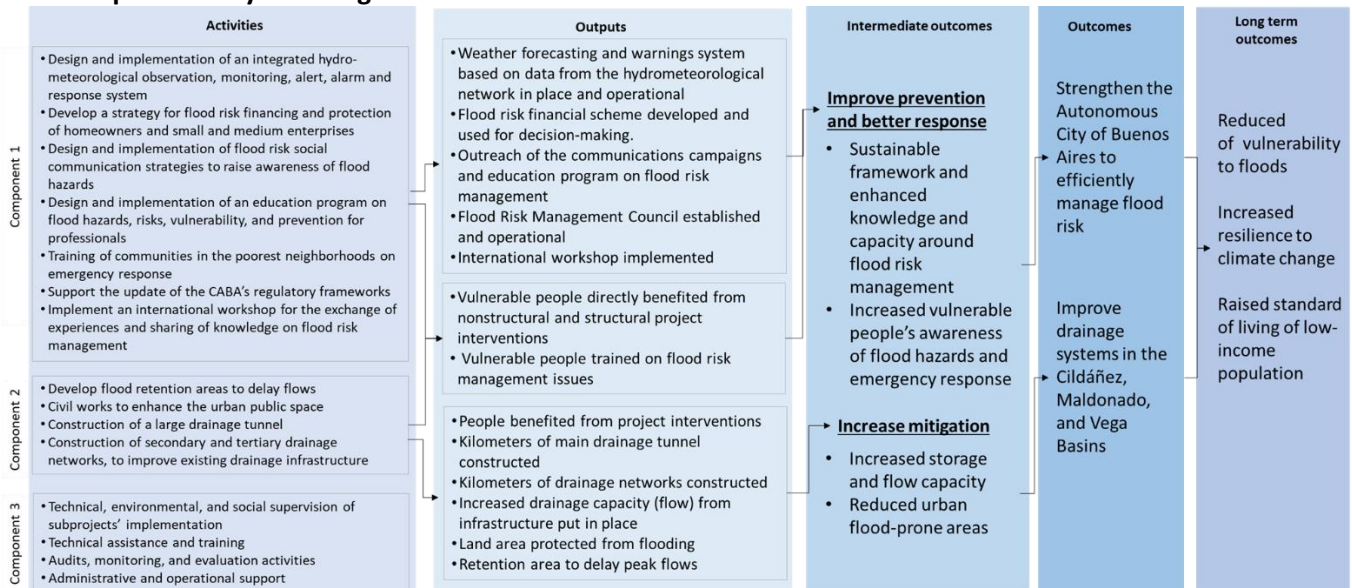 Activities
Component 1
• Design and implementation of an integrated hydro-
meteorological observation, monitoring, alert, alarm and
response system
• Develop a strategy for flood risk financing and protection
of homeowners and small and medium enterprises
• Design and implementation of flood risk social
communication strategies to raise awareness of flood
hazards
• Design and implementation of an education program on
flood hazards, risks, vulnerability, and prevention for
professionals
• Training of communities in the poorest neighborhoods on
emergency response
• Support the update of the CABA's regulatory frameworks
• Implement an international workshop for the exchange of
experiences and sharing of knowledge on flood risk
management
Component 2
• Develop flood retention areas to delay flows
• Civil works to enhance the urban public space
• Construction of a large drainage tunnel
• Construction of secondary and tertiary drainage
networks, to improve existing drainage infrastructure
Component 3
• Technical, environmental, and social supervision of
subprojects' implementation
• Technical assistance and training
• Audits, monitoring, and evaluation activities
• Administrative and operational support
Outputs
• Weather forecasting and warnings system
based on data from the hydrometeorological
network in place and operational
• Flood risk financial scheme developed and
used for decision-making.
• Outreach of the communications campaigns
and education program on flood risk
management
• Flood Risk Management Council established
and operational
• International workshop implemented
• Vulnerable people directly benefited from
nonstructural and structural project
interventions
• Vulnerable people trained on flood risk
management issues
• People benefited from project interventions
• Kilometers of main drainage tunnel
constructed
• Kilometers of drainage networks constructed
• Increased drainage capacity (flow) from
infrastructure put in place
• Land area protected from flooding
• Retention area to delay peak flows
Intermediate outcomes
Improve prevention
and better response
• Sustainable
framework and
enhanced
knowledge and
capacity around
flood risk
management
• Increased vulnerable
people's awareness
of flood hazards and
emergency response
Increase mitigation
• Increased storage
and flow capacity
• Reduced urban
flood-prone areas
Outcomes
Strengthen the
Autonomous
City of Buenos
Aires to
efficiently
manage flood
risk
Improve
drainage
systems in the
Cildáñez,
Maldonado,
and Vega
Basins
Long term
outcomes
Reduced
of vulnerability
to floods
Increased
resilience to
climate change
Raised standard
of living of low-
income
population